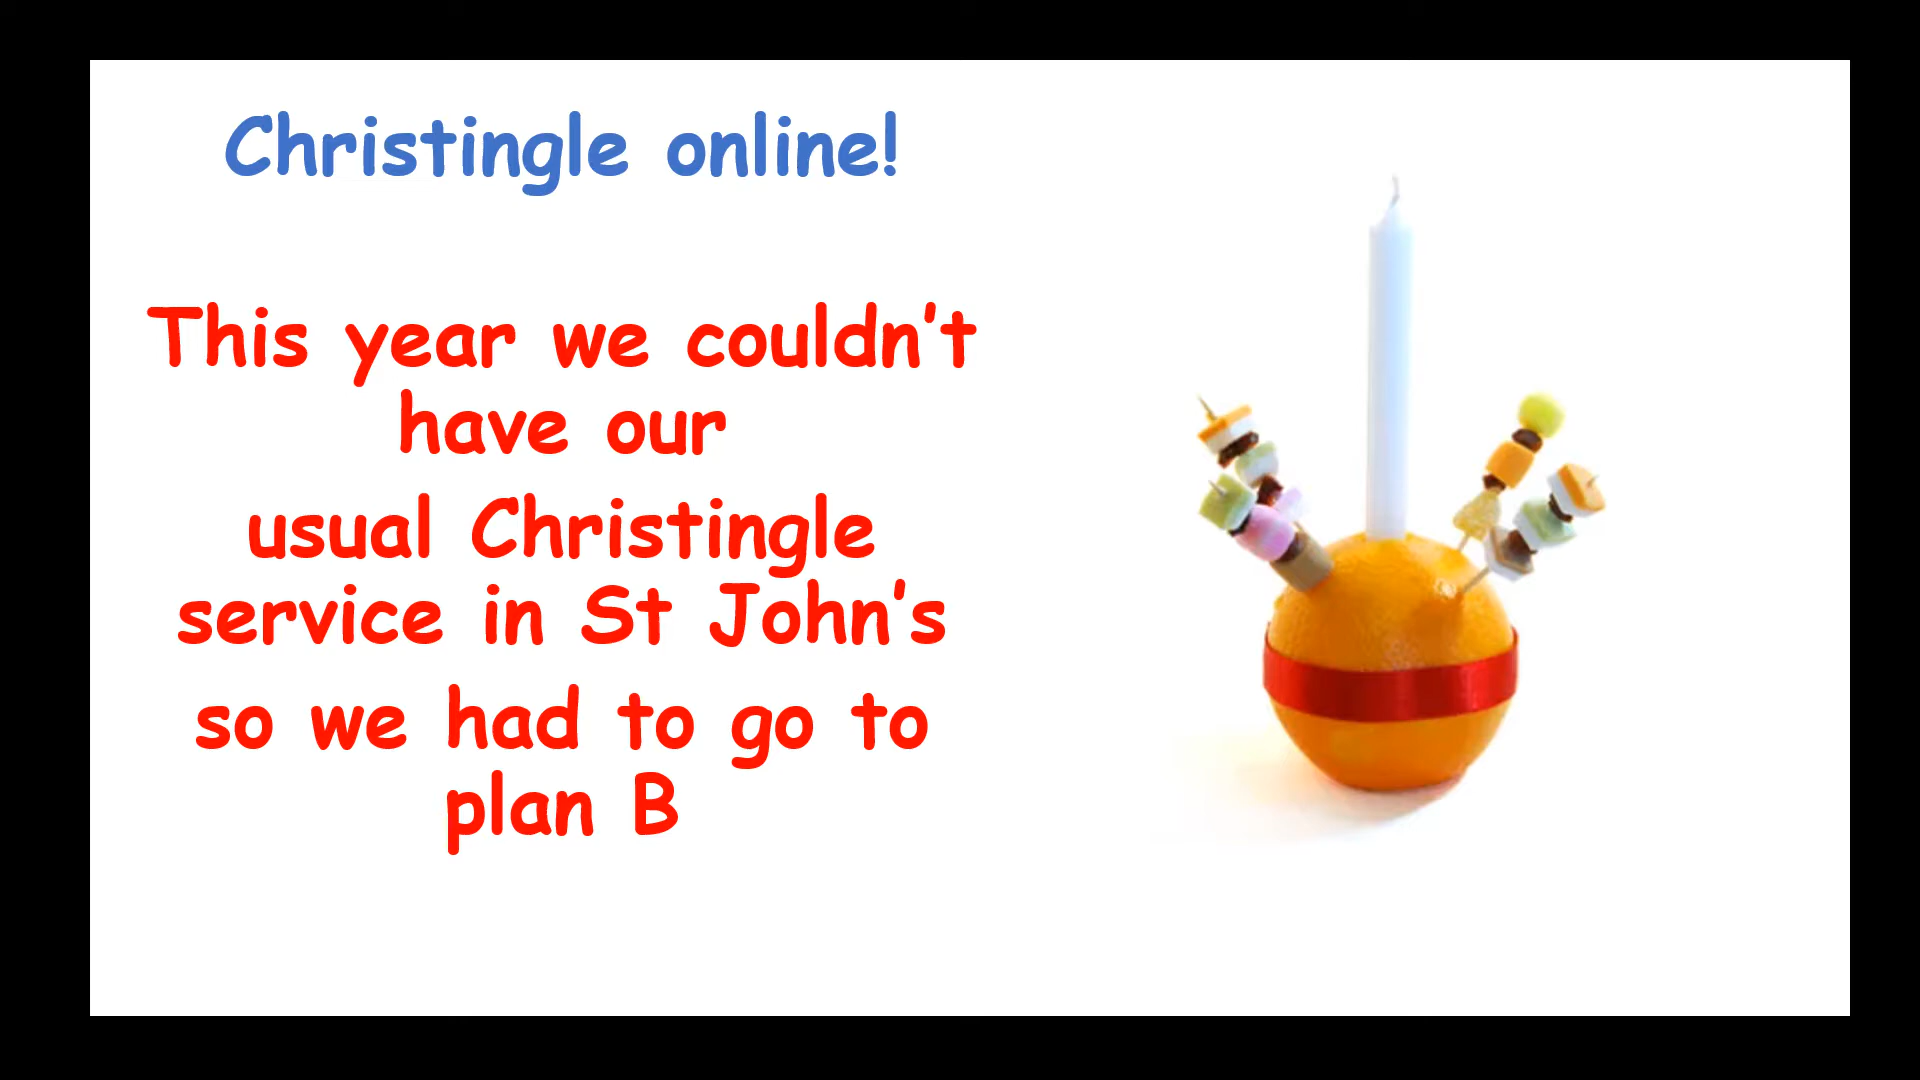 Christingle online!
This year we couldn’t
have our
usual Christingle
service in St John’s
so we had to go to
plan B